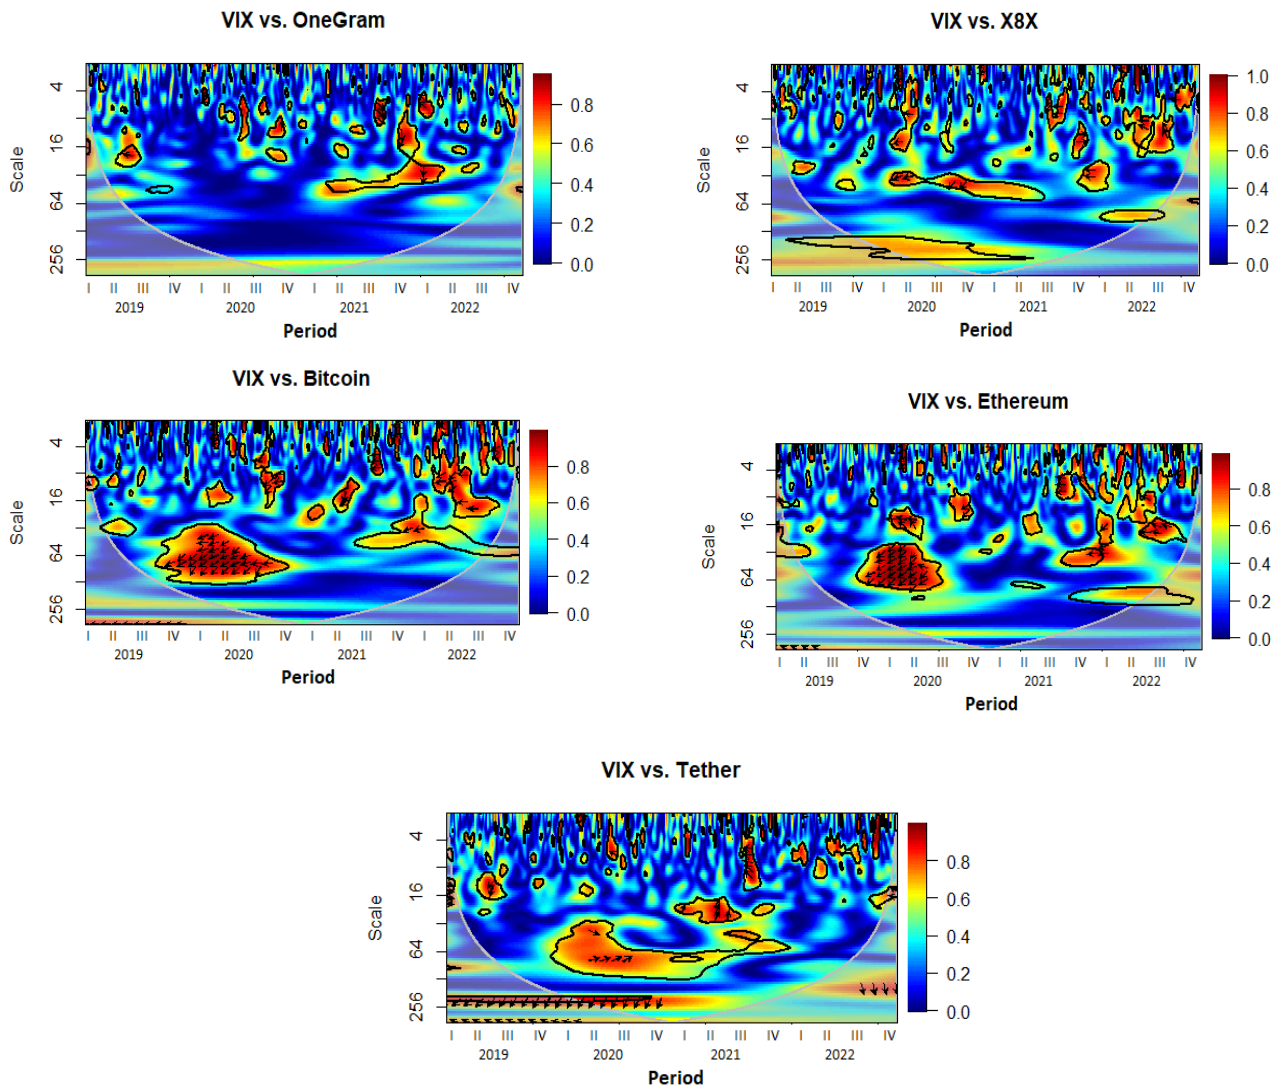 VIX vs. OneGram
Scale
4
16
64
256
0.8
0.6
0.4
0.2
0.0
I II III IV I II III IV I II III IV I II III IV
2019 2020 2021 2022
Period
VIX vs. X8X
Scale
4
16
64
256
1.0
0.8
0.6
0.4
0.2
0.0
I II III IV I II III IV I II III IV I II III IV
2019 2020 2021 2022
Period
VIX vs. Bitcoin
Scale
4
16
64
256
0.8
0.6
0.4
0.2
0.0
I II III IV I II III IV I II III IV I II III IV
2019 2020 2021 2022
Period
VIX vs. Ethereum
Scale
4
16
64
256
0.8
0.6
0.4
0.2
0.0
I II III IV I II III IV I II III IV I II III IV
2019 2020 2021 2022
Period
VIX vs. Tether
Scale
4
16
64
256
0.8
0.6
0.4
0.2
0.0
I II III IV I II III IV I II III IV I II III IV
2019 2020 2021 2022
Period